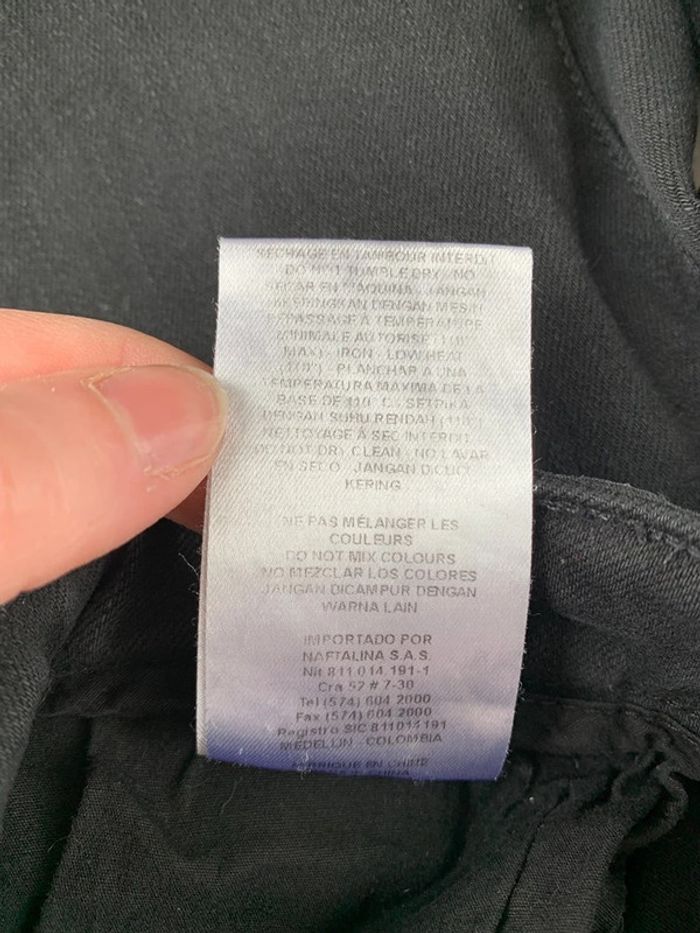 SECHAGE EN TAMBOUR INTERDIT
DO NOT TUMBLE DRY - NO
SECAR EN MAQUINA - JANGAH
DENGAN MESIN
REPASSAGE A TEMPERATURE
MINIMALE AUTORISE (110°
MAX) - IRON - LOW HEAT
(110°) - PLANCHAR A UNA
TEMPERATURA MAXIMA DE LA
BASE DE 110° C - SETRIKA
DENGAN SUHU RENDAH (110°)
NETTOYAGE A SEC INTERDIT
DO NOT DRY CLEAN - NO LAVAR
EN SECO - JANGAN DICUCI
KERING
NE PAS MÉLANGER LES
COULEURS
DO NOT MIX COLOURS
NO MEZCLAR LOS COLORES
JANGAN DICAMPUR DENGAN
WARNA LAIN
IMPORTADO POR
NAFTALINA S.A.S.
Nit 811 014 191-1
Cra 52 # 7-30
Tel (574) 604 2000
Fax (574) 604 2000
Registro SIC 811014191
MEDELLIN - COLOMBIA
FABRIQUE EN CHINE
CHINA